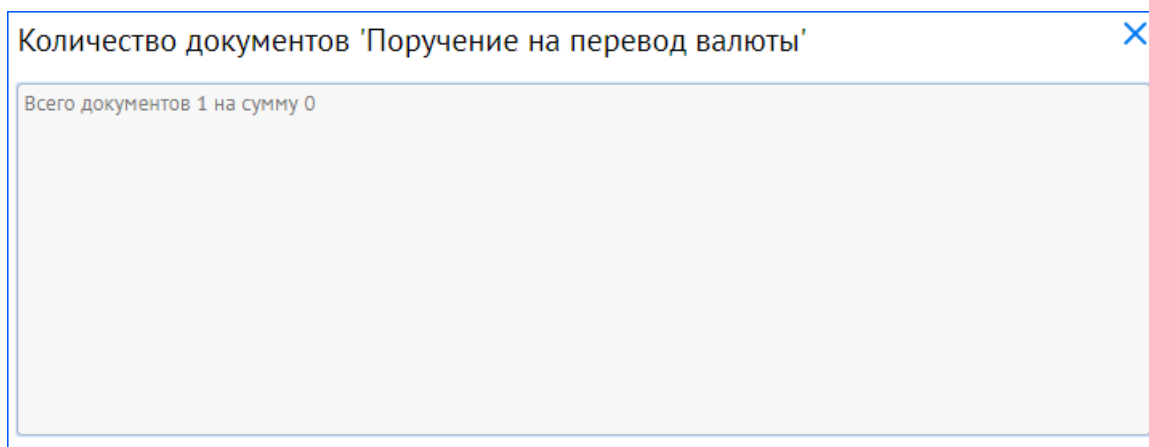 Количество документов 'Поручение на перевод валюты'
Всего документов 1 на сумму 0